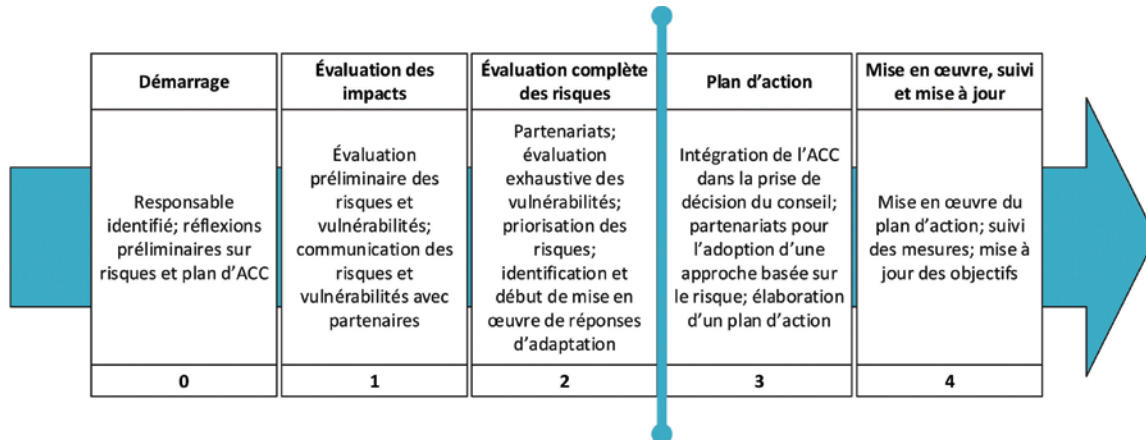 Démarrage
Responsable
identifié; réflexions
préliminaires sur
risques et plan d’ACC
0
Évaluation des
impacts
Évaluation
préliminaire des
risques et
vulnérabilités;
communication des
risques et
vulnérabilités avec
partenaires
1
Évaluation complète
des risques
Partenariats;
évaluation
exhaustive des
vulnérabilités;
priorisation des
risques;
identification et
début de mise en
œuvre de réponses
d’adaptation
2
Plan d’action
Intégration de l’ACC
dans la prise de
décision du conseil;
partenariats pour
l’adoption d’une
approche basée sur
le risque; élaboration
d’un plan d’action
3
Mise en œuvre, suivi
et mise à jour
Mise en œuvre du
plan d’action; suivi
des mesures; mise à
jour des objectifs
4